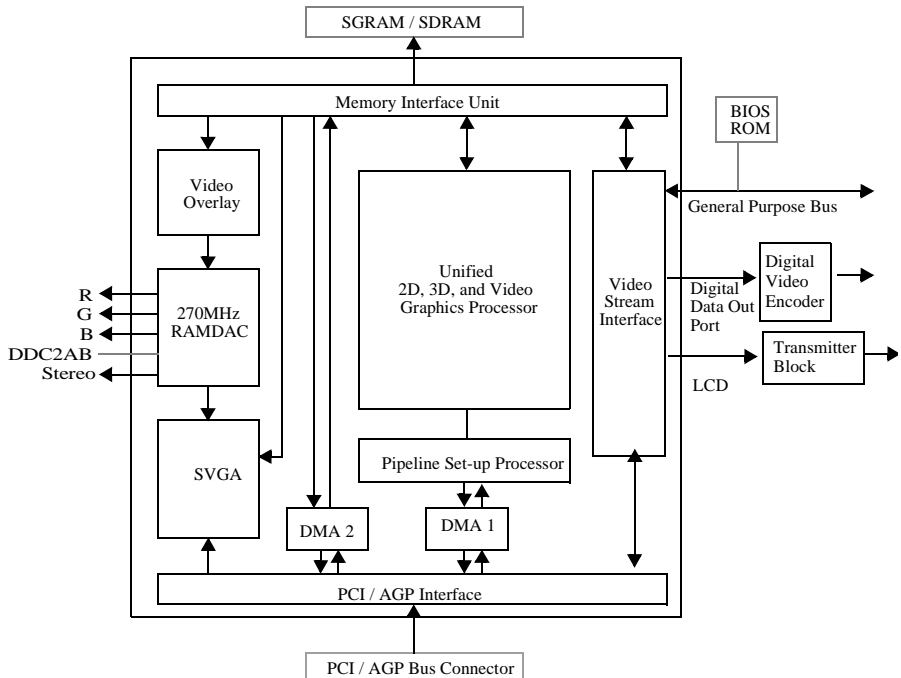 SGRAM / SDRAM
Memory Interface Unit
BIOS
ROM
Video
Overlay
General Purpose Bus
Unified
2D, 3D, and Video
Graphics Processor
Video
Stream
Interface
Digital
Data Out
Port
Digital
Video
Encoder
R
G
B
DDC2AB
Stereo
270MHz
RAMDAC
LCD
Transmitter
Block
SVGA
Pipeline Set-up Processor
DMA 2
DMA 1
PCI / AGP Interface
PCI / AGP Bus Connector